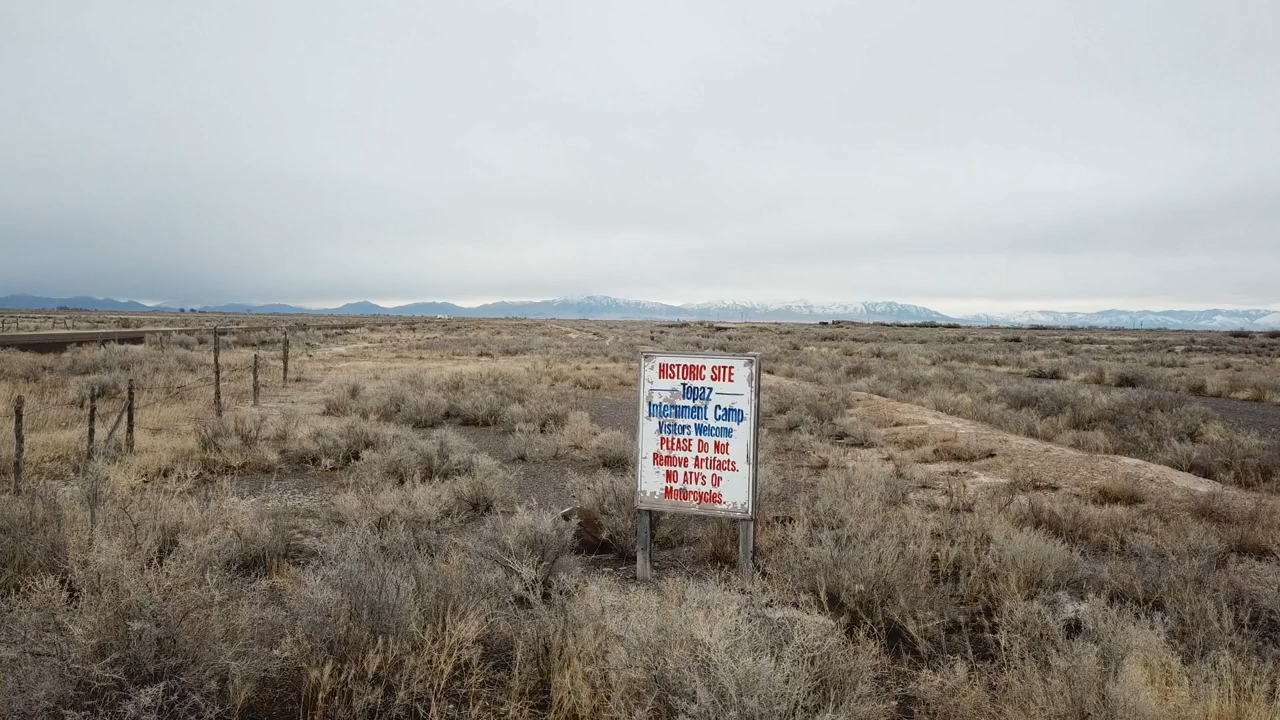 HISTORIC SITE
Topaz
Internment Camp
Visitors Welcome
PLEASE Do Not
Remove Artifacts.
NO ATV's Or
Motorcycles.